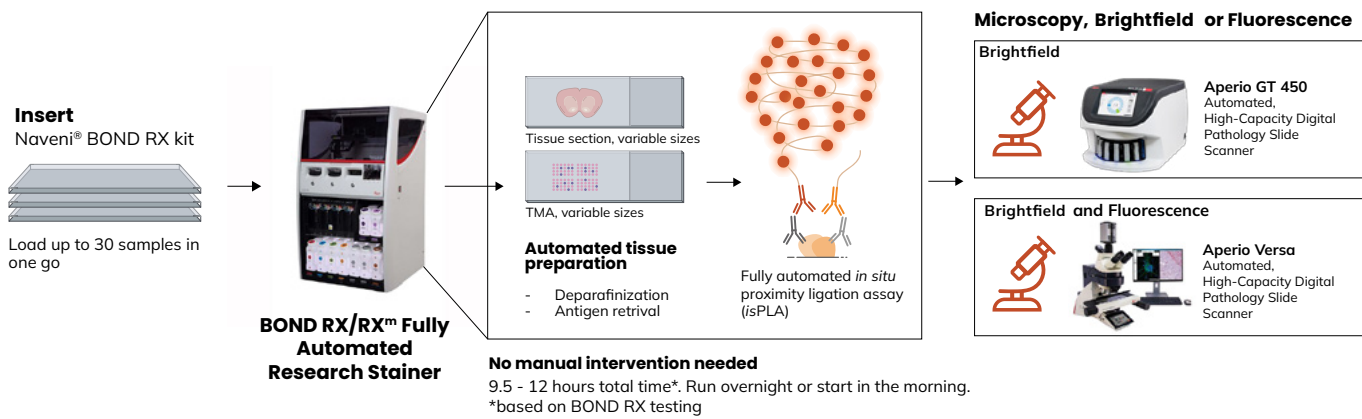 Insert
Naveni® BOND RX kit
Load up to 30 samples in
one go
BOND RX/RXᵐ Fully
Automated
Research Stainer
Tissue section, variable sizes
TMA, variable sizes
Automated tissue
preparation
- Deparafinization
- Antigen retrival
Fully automated in situ
proximity ligation assay
(isPLA)
No manual intervention needed
9.5 - 12 hours total time*. Run overnight or start in the morning.
*based on BOND RX testing
Microscopy, Brightfield or Fluorescence
Brightfield
Aperio GT 450
Automated,
High-Capacity Digital
Pathology Slide
Scanner
Brightfield and Fluorescence
Aperio Versa
Automated,
High-Capacity Digital
Pathology Slide
Scanner